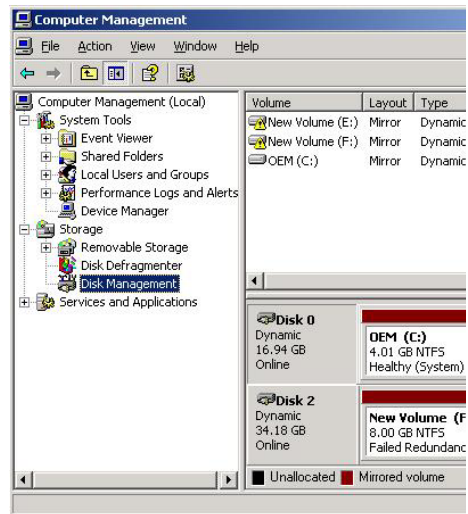 Computer Management
File Action View Window Help
Computer Management (Local)
System Tools
Event Viewer
Shared Folders
Local Users and Groups
Performance Logs and Alerts
Device Manager
Storage
Removable Storage
Disk Defragmenter
Disk Management
Services and Applications
Volume Layout Type
New Volume (E:) Mirror Dynamic
New Volume (F:) Mirror Dynamic
OEM (C:) Mirror Dynamic
Disk 0
Dynamic
16.94 GB
Online
OEM (C:)
4.01 GB NTFS
Healthy (System)
Disk 2
Dynamic
34.18 GB
Online
New Volume (F
8.00 GB NTFS
Failed Redundanc
Unallocated Mirrored volume